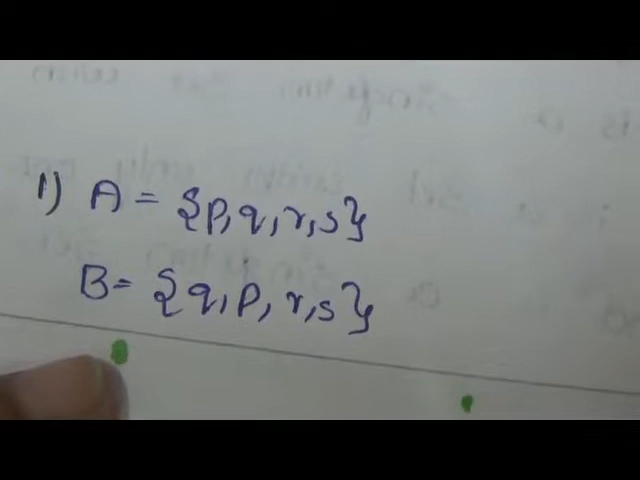 1) A = {p, q, r, s}
B = {q, p, r, s}